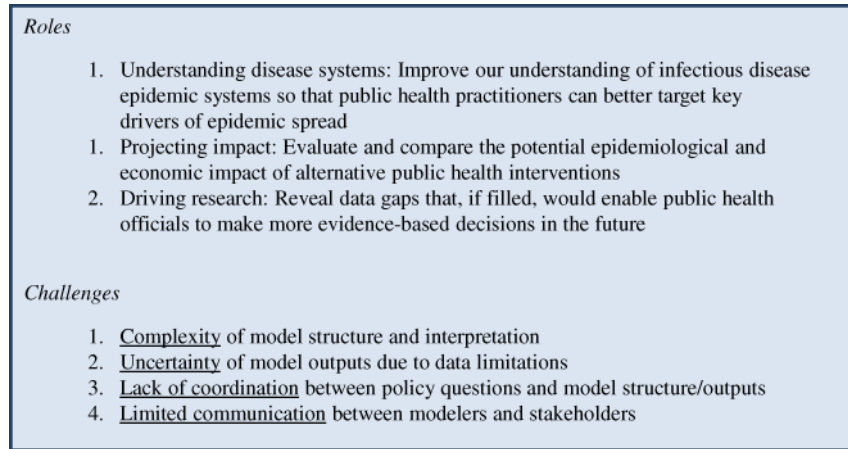 Roles
1. Understanding disease systems: Improve our understanding of infectious disease
epidemic systems so that public health practitioners can better target key
drivers of epidemic spread
1. Projecting impact: Evaluate and compare the potential epidemiological and
economic impact of alternative public health interventions
2. Driving research: Reveal data gaps that, if filled, would enable public health
officials to make more evidence-based decisions in the future
Challenges
1. Complexity of model structure and interpretation
2. Uncertainty of model outputs due to data limitations
3. Lack of coordination between policy questions and model structure/outputs
4. Limited communication between modelers and stakeholders